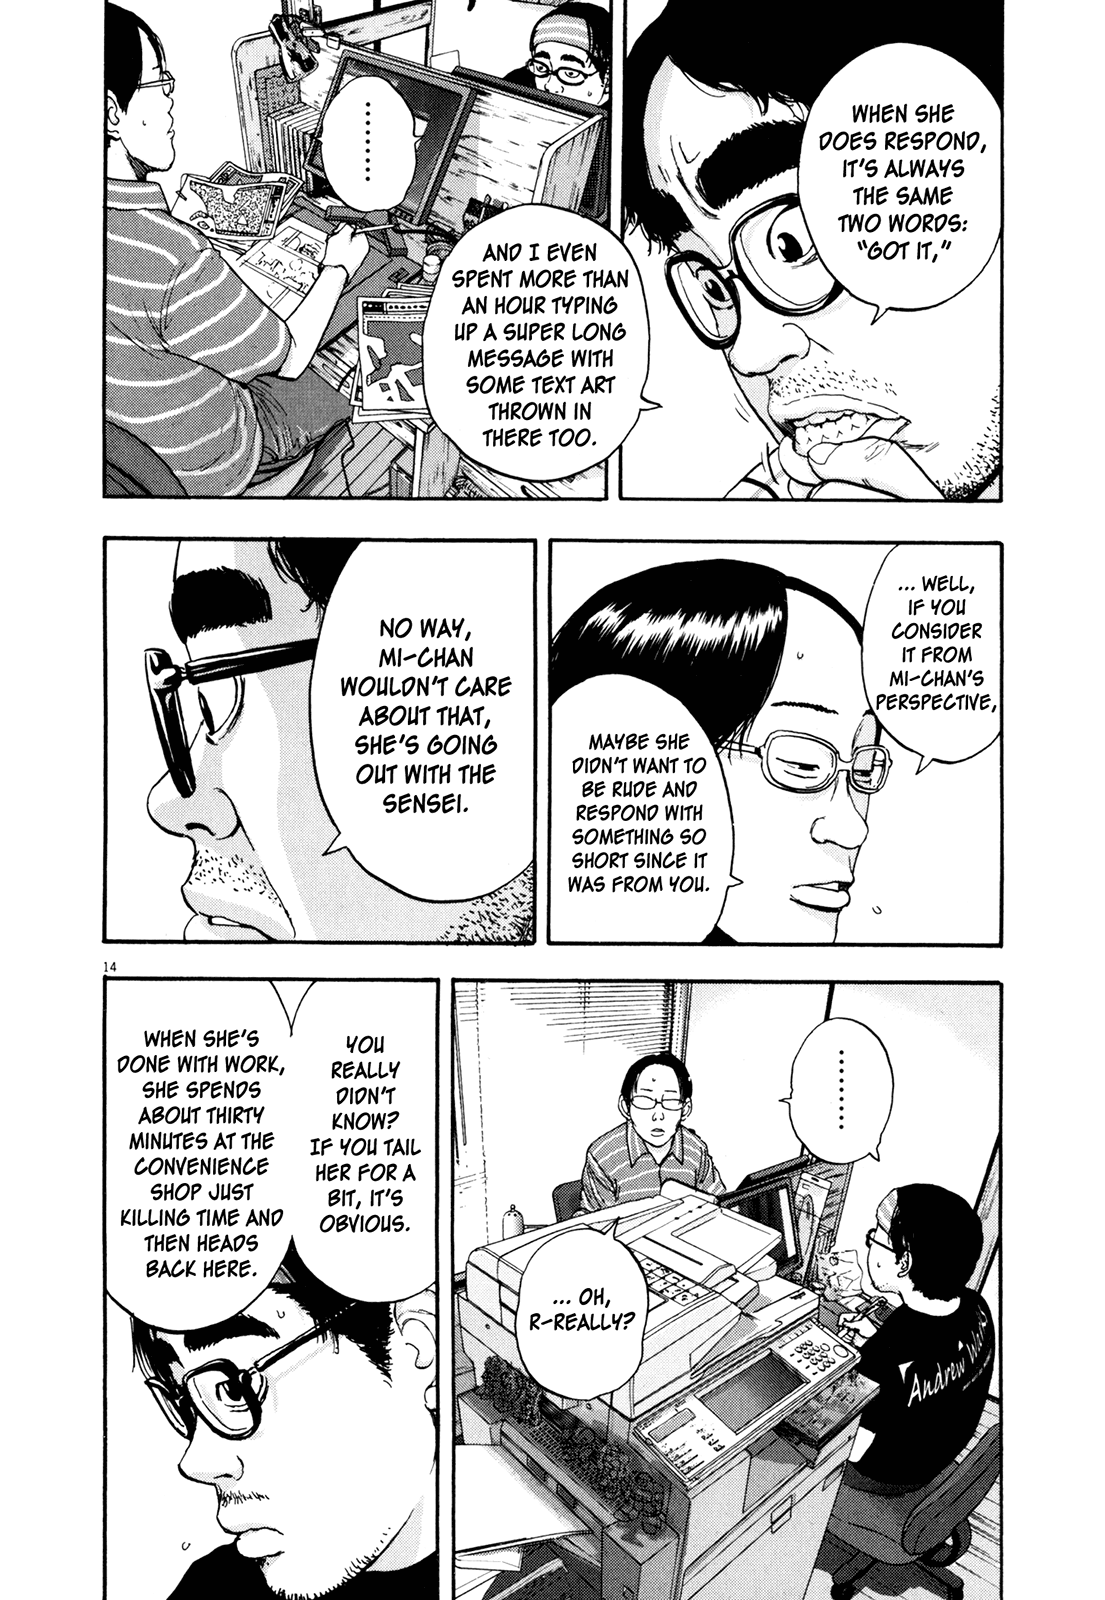 WHEN SHE
DOES RESPOND,
IT'S ALWAYS
THE SAME
TWO WORDS:
"GOT IT,"
AND I EVEN
SPENT MORE THAN
AN HOUR TYPING
UP A SUPER LONG
MESSAGE WITH
SOME TEXT ART
THROWN IN
THERE TOO.
........
... WELL,
IF YOU
CONSIDER
IT FROM
MI-CHAN'S
PERSPECTIVE,
MAYBE SHE
DIDN'T WANT TO
BE RUDE AND
RESPOND WITH
SOMETHING SO
SHORT SINCE IT
WAS FROM YOU.
NO WAY,
MI-CHAN
WOULDN'T CARE
ABOUT THAT,
SHE'S GOING
OUT WITH THE
SENSEI.
14
........
... OH,
R-REALLY?
Andrew
YOU
REALLY
DIDN'T
KNOW?
IF YOU TAIL
HER FOR A
BIT, IT'S
OBVIOUS.
WHEN SHE'S
DONE WITH WORK,
SHE SPENDS
ABOUT THIRTY
MINUTES AT THE
CONVENIENCE
SHOP JUST
KILLING TIME AND
THEN HEADS
BACK HERE.